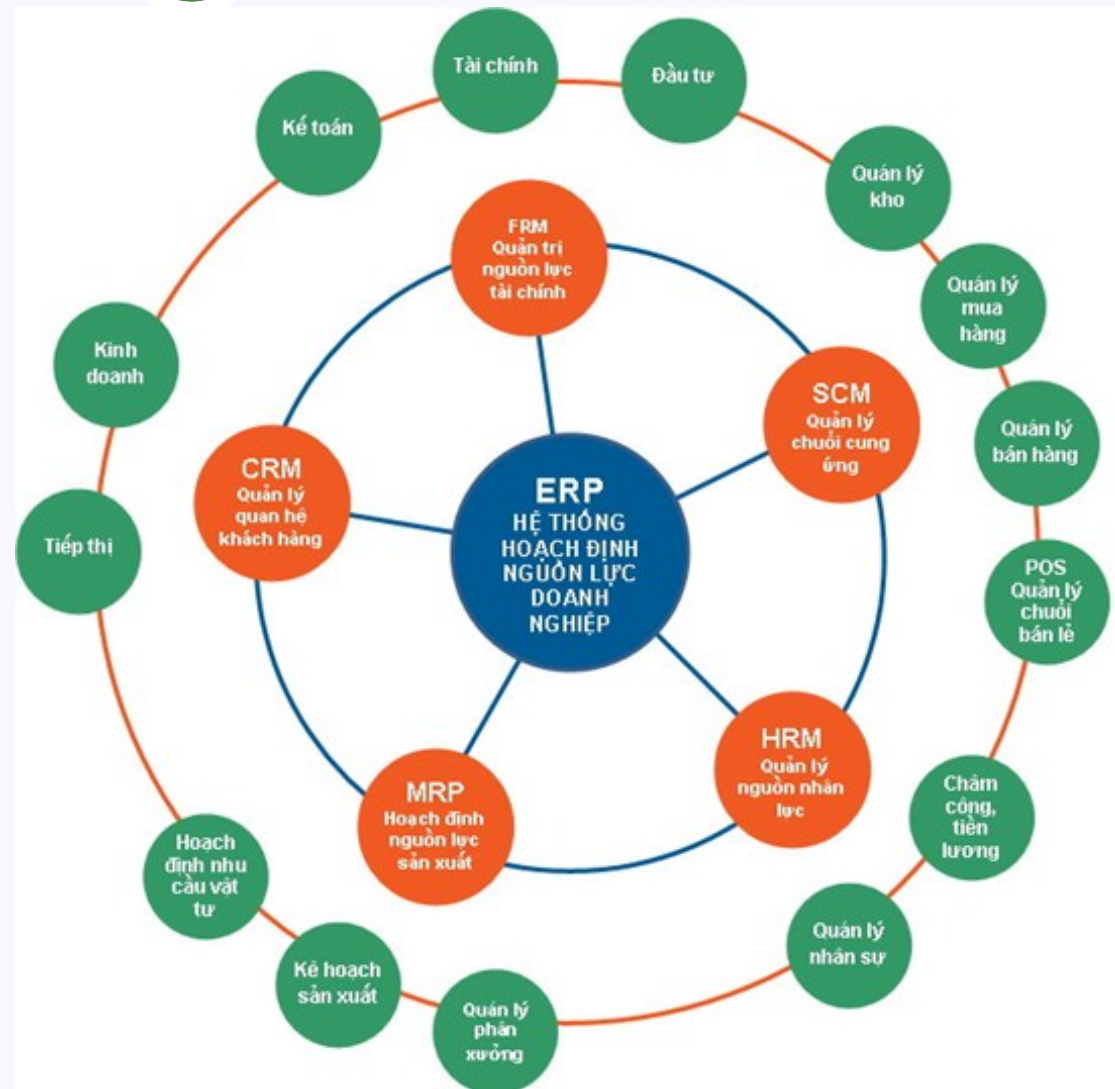 Tài chính
Đầu tư
Kế toán
Quản lý
kho
FRM
Quản trị
nguồn lực
tài chính
Quản lý
mua
hàng
Kinh
doanh
SCM
Quản lý
chuỗi cung
ứng
Quản lý
bán hàng
CRM
Quản lý
quan hệ
khách hàng
ERP
HỆ THỐNG
HOẠCH ĐỊNH
NGUỒN LỰC
DOANH
NGHIỆP
Tiếp thị
POS
Quản lý
chuỗi
bán lẻ
HRM
Quản lý
nguồn nhân
lực
MRP
Hoạch định
nguồn lực
sản xuất
Chấm
công,
tiền
lương
Hoạch
định nhu
cầu vật
tư
Quản lý
nhân sự
Kế hoạch
sản xuất
Quản lý
phân
xưởng